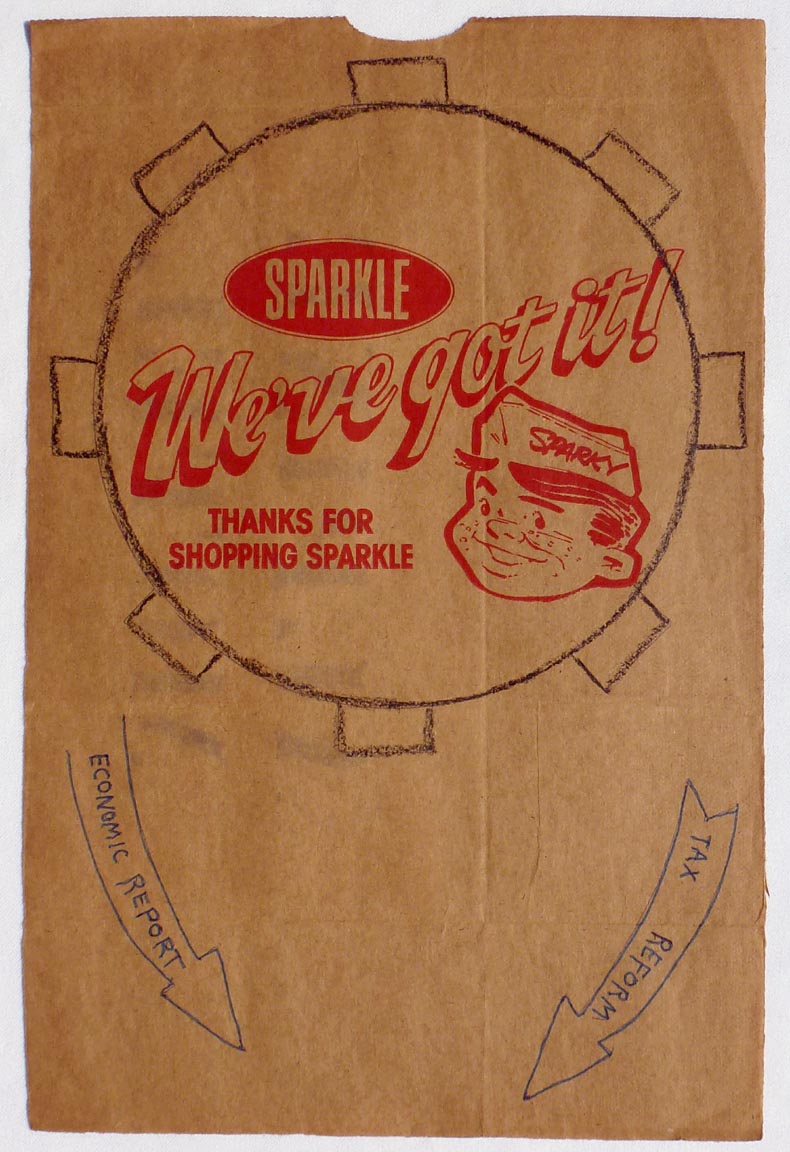 SPARKLE
We've got it!
SPARKY
THANKS FOR
SHOPPING SPARKLE
ECONOMIC REPORT
TAX REFORM